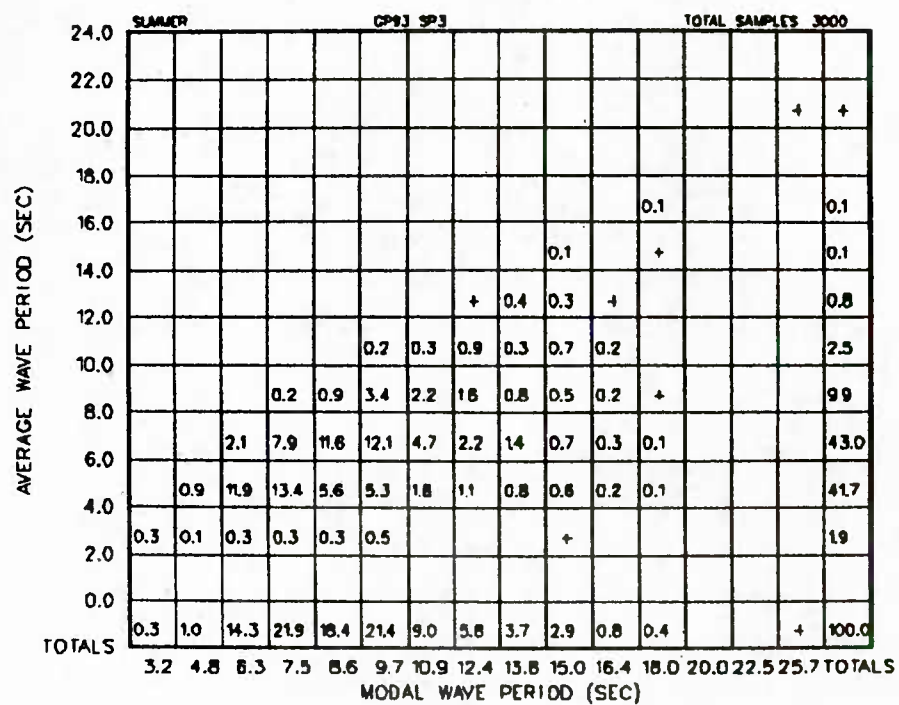 SUMMER SP3 TOTAL SAMPLES 3000
24.0
22.0
+ +
20.0
18.0
0.1 0.1
16.0
0.1 + 0.1
14.0
+ 0.4 0.3 + 0.8
12.0
0.2 0.3 0.9 0.3 0.7 0.2 2.5
10.0
0.2 0.9 3.4 2.2 1.6 0.8 0.5 0.2 + 9.9
8.0
2.1 7.9 11.6 12.1 4.7 2.2 1.4 0.7 0.3 0.1 43.0
6.0
0.9 11.9 13.4 5.6 5.3 1.8 1.1 0.8 0.6 0.2 0.1 41.7
4.0
0.3 0.1 0.3 0.3 0.3 0.5 + 1.9
2.0
0.0
TOTALS 0.3 1.0 14.3 21.9 18.4 21.4 9.0 5.8 3.7 2.9 0.8 0.4 + 100.0
3.2 4.8 6.3 7.5 8.6 9.7 10.9 12.4 13.8 15.0 16.4 18.0 20.0 22.5 25.7 TOTALS
MODAL WAVE PERIOD (SEC)
AVERAGE WAVE PERIOD (SEC)